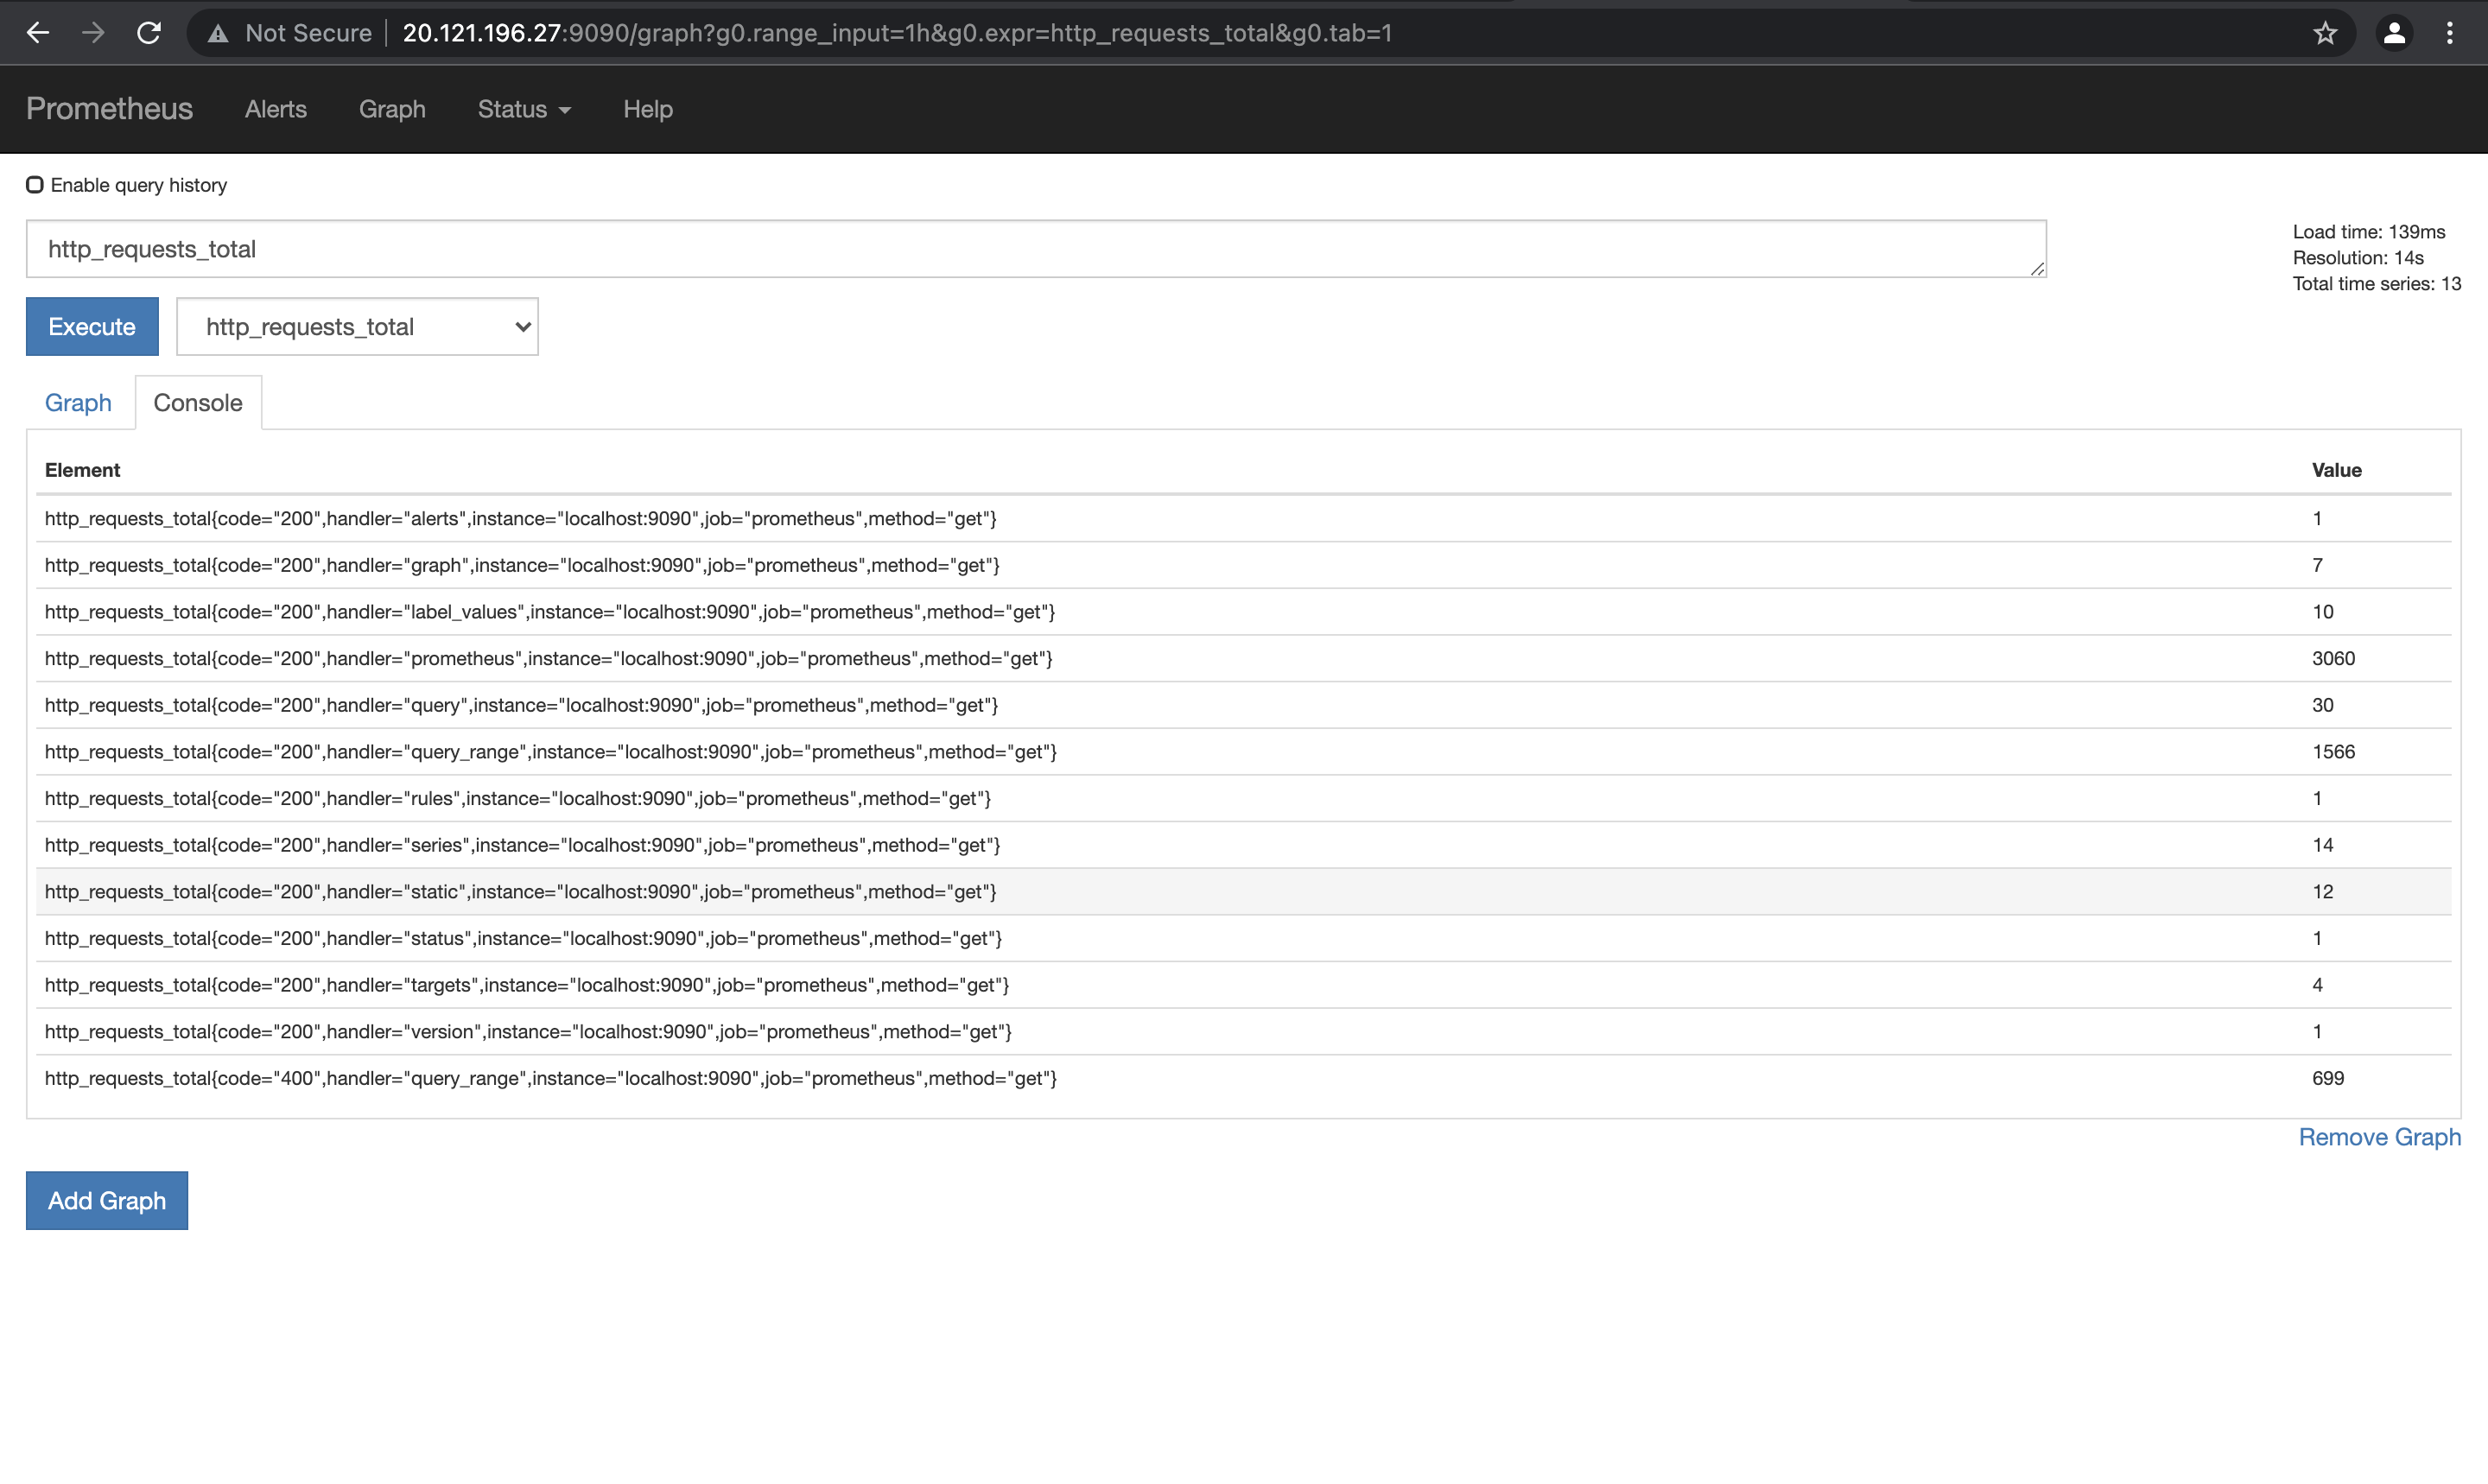 Not Secure 20.121.196.27:9090/graph?g0.range_input=1h&g0.expr=http_requests_total&g0.tab=1
Prometheus Alerts Graph Status Help
Enable query history
http_requests_total
Load time: 139ms
Resolution: 14s
Total time series: 13
Execute http_requests_total
Graph Console
Element Value
http_requests_total{code="200",handler="alerts",instance="localhost:9090",job="prometheus",method="get"} 1
http_requests_total{code="200",handler="graph",instance="localhost:9090",job="prometheus",method="get"} 7
http_requests_total{code="200",handler="label_values",instance="localhost:9090",job="prometheus",method="get"} 10
http_requests_total{code="200",handler="prometheus",instance="localhost:9090",job="prometheus",method="get"} 3060
http_requests_total{code="200",handler="query",instance="localhost:9090",job="prometheus",method="get"} 30
http_requests_total{code="200",handler="query_range",instance="localhost:9090",job="prometheus",method="get"} 1566
http_requests_total{code="200",handler="rules",instance="localhost:9090",job="prometheus",method="get"} 1
http_requests_total{code="200",handler="series",instance="localhost:9090",job="prometheus",method="get"} 14
http_requests_total{code="200",handler="static",instance="localhost:9090",job="prometheus",method="get"} 12
http_requests_total{code="200",handler="status",instance="localhost:9090",job="prometheus",method="get"} 1
http_requests_total{code="200",handler="targets",instance="localhost:9090",job="prometheus",method="get"} 4
http_requests_total{code="200",handler="version",instance="localhost:9090",job="prometheus",method="get"} 1
http_requests_total{code="400",handler="query_range",instance="localhost:9090",job="prometheus",method="get"} 699
Remove Graph
Add Graph